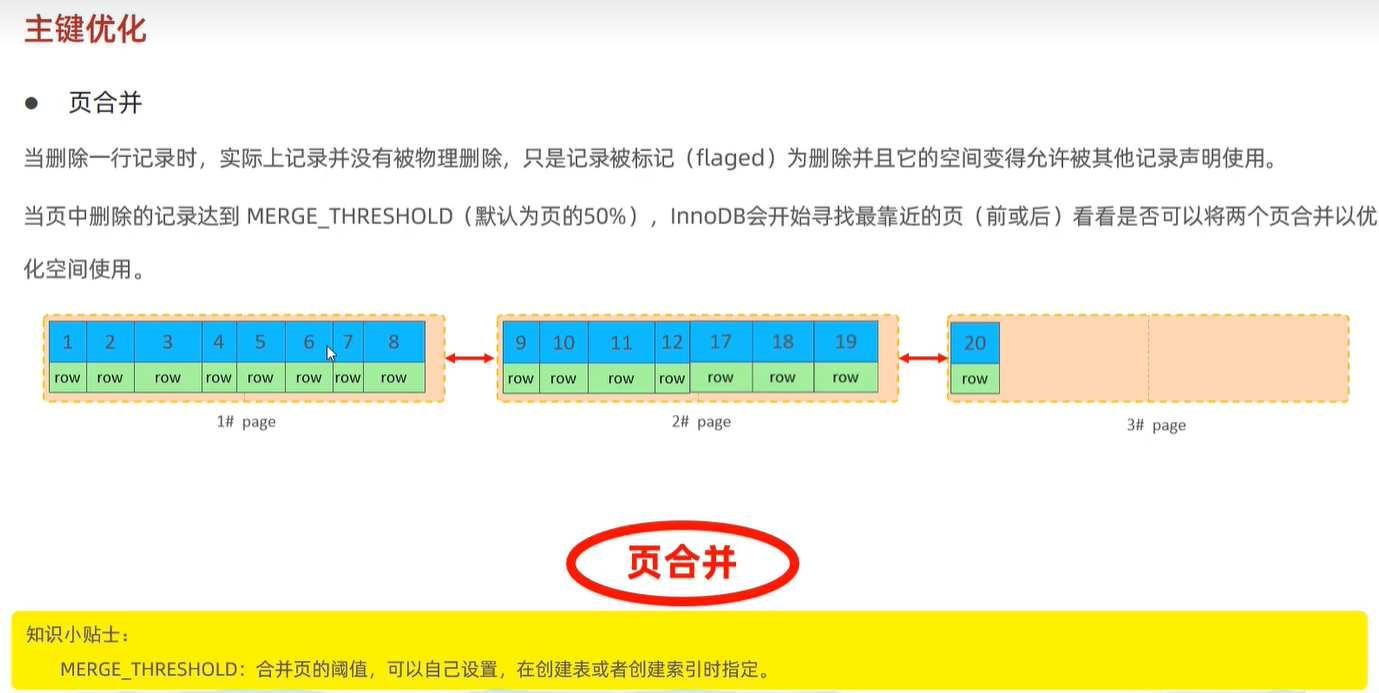 主键优化
● 页合并
当删除一行记录时，实际上记录并没有被物理删除，只是记录被标记（flaged）为删除并且它的空间变得允许被其他记录声明使用。
当页中删除的记录达到 MERGE_THRESHOLD（默认为页的50%），InnoDB会开始寻找最靠近的页（前或后）看看是否可以将两个页合并以优
化空间使用。
1 2 3 4 5 6 7 8 9 10 11 12 17 18 19 20
row row row row row row row row row row row row row row row row
1# page 2# page 3# page
页合并
知识小贴士：
MERGE_THRESHOLD：合并页的阈值，可以自己设置，在创建表或者创建索引时指定。